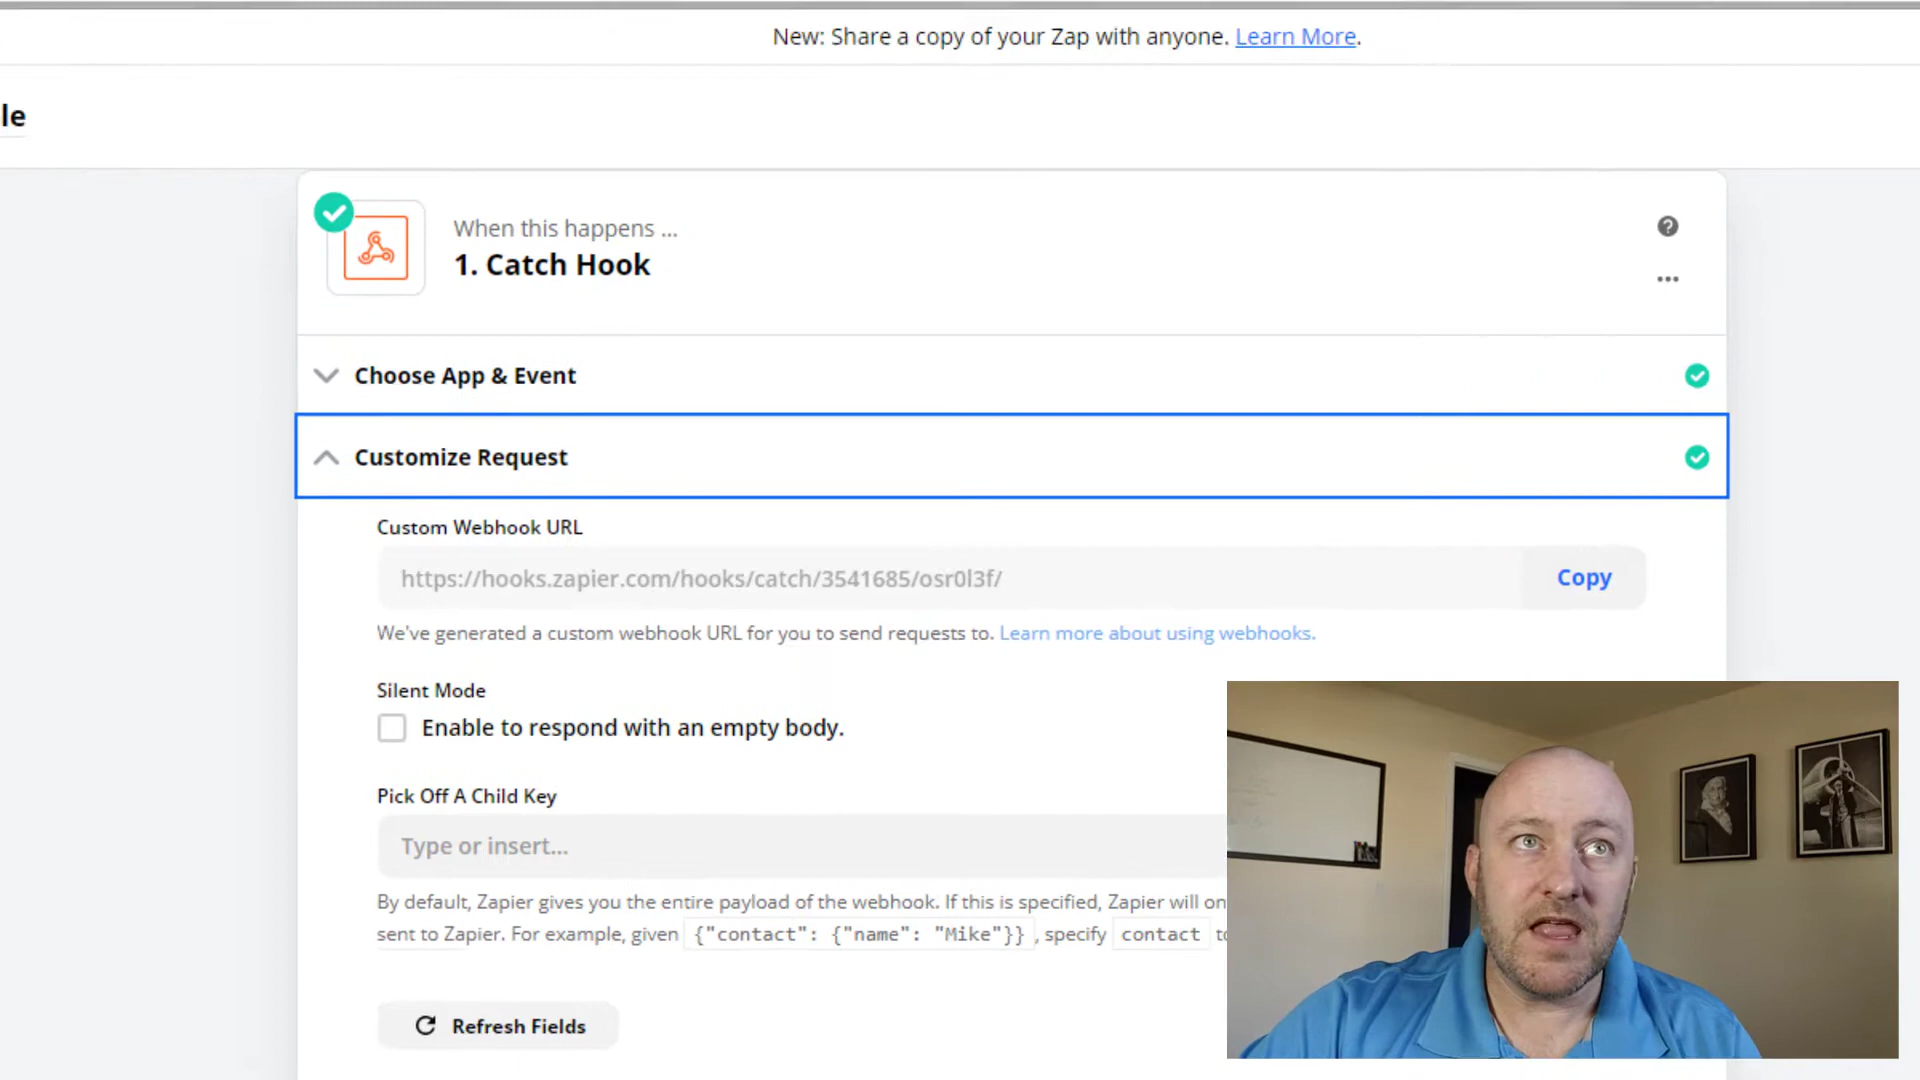 New: Share a copy of your Zap with anyone. Learn More.
le
When this happens ...
1. Catch Hook
Choose App & Event
Customize Request
Custom Webhook URL
https://hooks.zapier.com/hooks/catch/3541685/osr0l3f/
Copy
We've generated a custom webhook URL for you to send requests to. Learn more about using webhooks.
Silent Mode
Enable to respond with an empty body.
Pick Off A Child Key
Type or insert...
By default, Zapier gives you the entire payload of the webhook. If this is specified, Zapier will on
sent to Zapier. For example, given {"contact": {"name": "Mike"}}, specify contact to
Refresh Fields